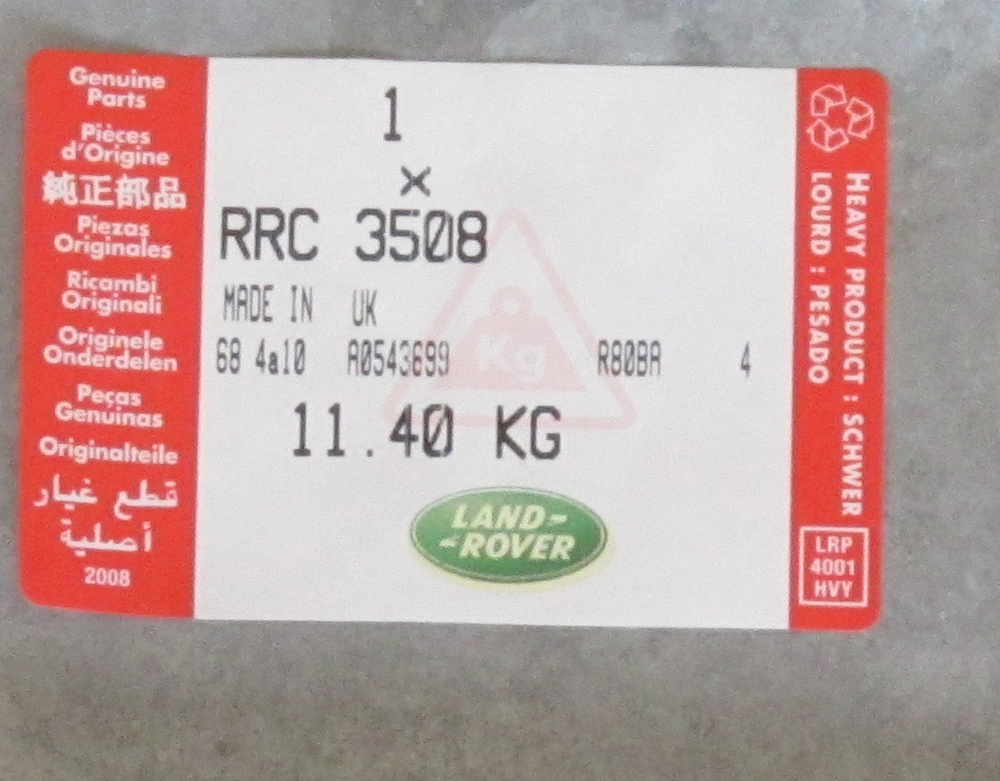 Genuine
Parts
Pièces
d'Origine
純正部品
Piezas
Originales
Ricambi
Originali
Originele
Onderdelen
Peças
Genuinas
Originalteile
قطع غيار
أصلية
2008
1
×
RRC 3508
MADE IN UK
68 4a10 A0543699 R80BA 4
11.40 KG
Kg
LAND-
-ROVER
HEAVY PRODUCT : SCHWER
LOURD : PESADO
LRP
4001
HVY